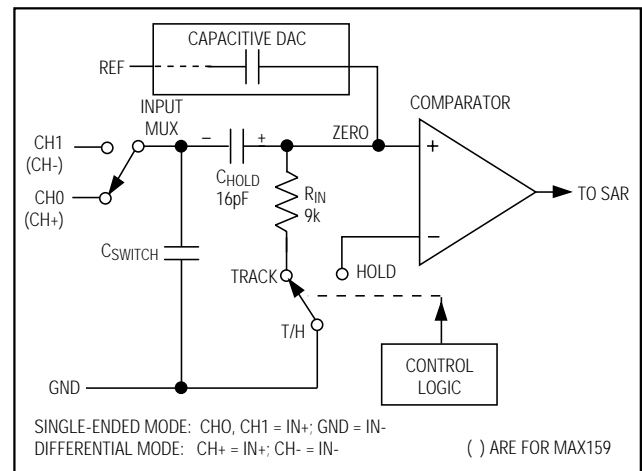 CAPACITIVE DAC
REF
INPUT
MUX
COMPARATOR
ZERO
CH1
(CH-)
CH0
(CH+)
− +
CHOLD
16pF
RIN
9k
+
−
TO SAR
CSWITCH
HOLD
TRACK
T/H
GND
CONTROL
LOGIC
SINGLE-ENDED MODE: CH0, CH1 = IN+; GND = IN-
DIFFERENTIAL MODE: CH+ = IN+; CH- = IN-
( ) ARE FOR MAX159